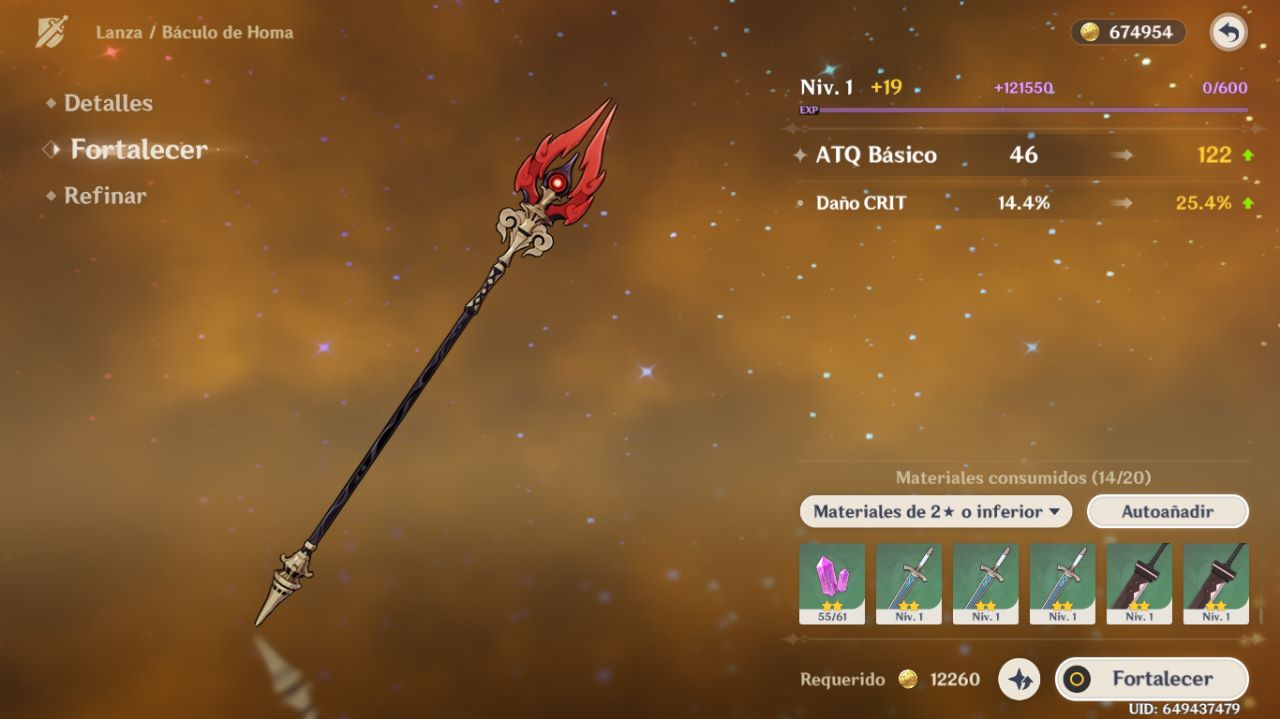 Lanza / Báculo de Homa
674954
Detalles
Fortalecer
Refinar
Niv. 1 +19 +121550 0/600
EXP
ATQ Básico 46 122
Daño CRIT 14.4% 25.4%
Materiales consumidos (14/20)
Materiales de 2★ o inferior Autoañadir
55/61 Niv. 1 Niv. 1 Niv. 1 Niv. 1 Niv. 1
Requerido 12260 Fortalecer
UID: 649437479